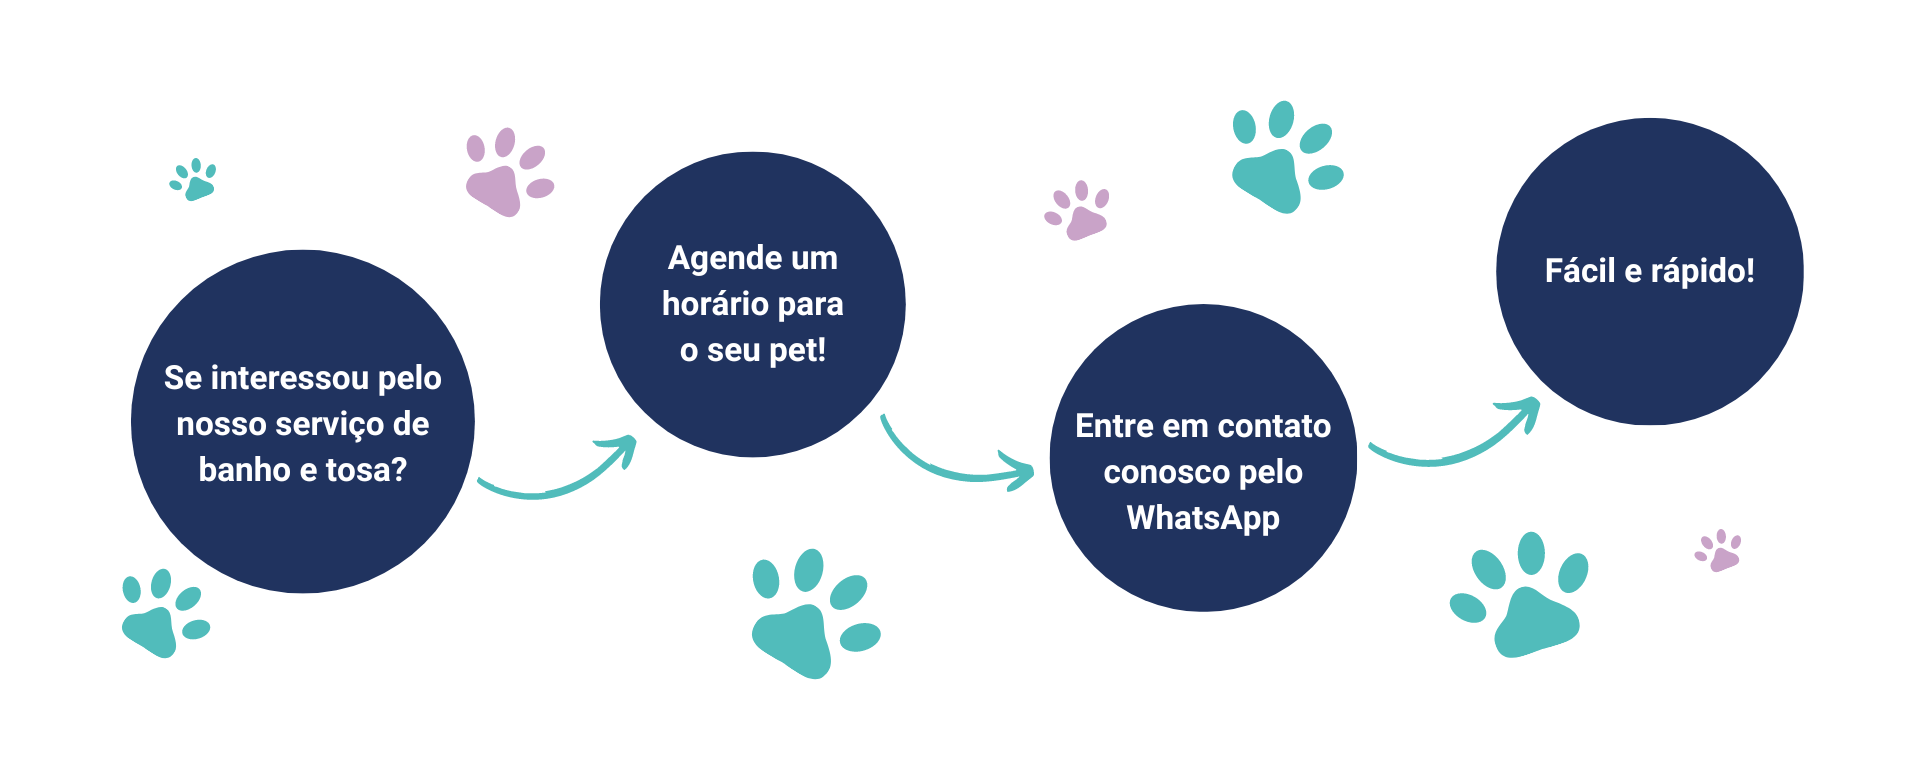 Se interessou pelo
nosso serviço de
banho e tosa?
Agende um
horário para
o seu pet!
Entre em contato
conosco pelo
WhatsApp
Fácil e rápido!